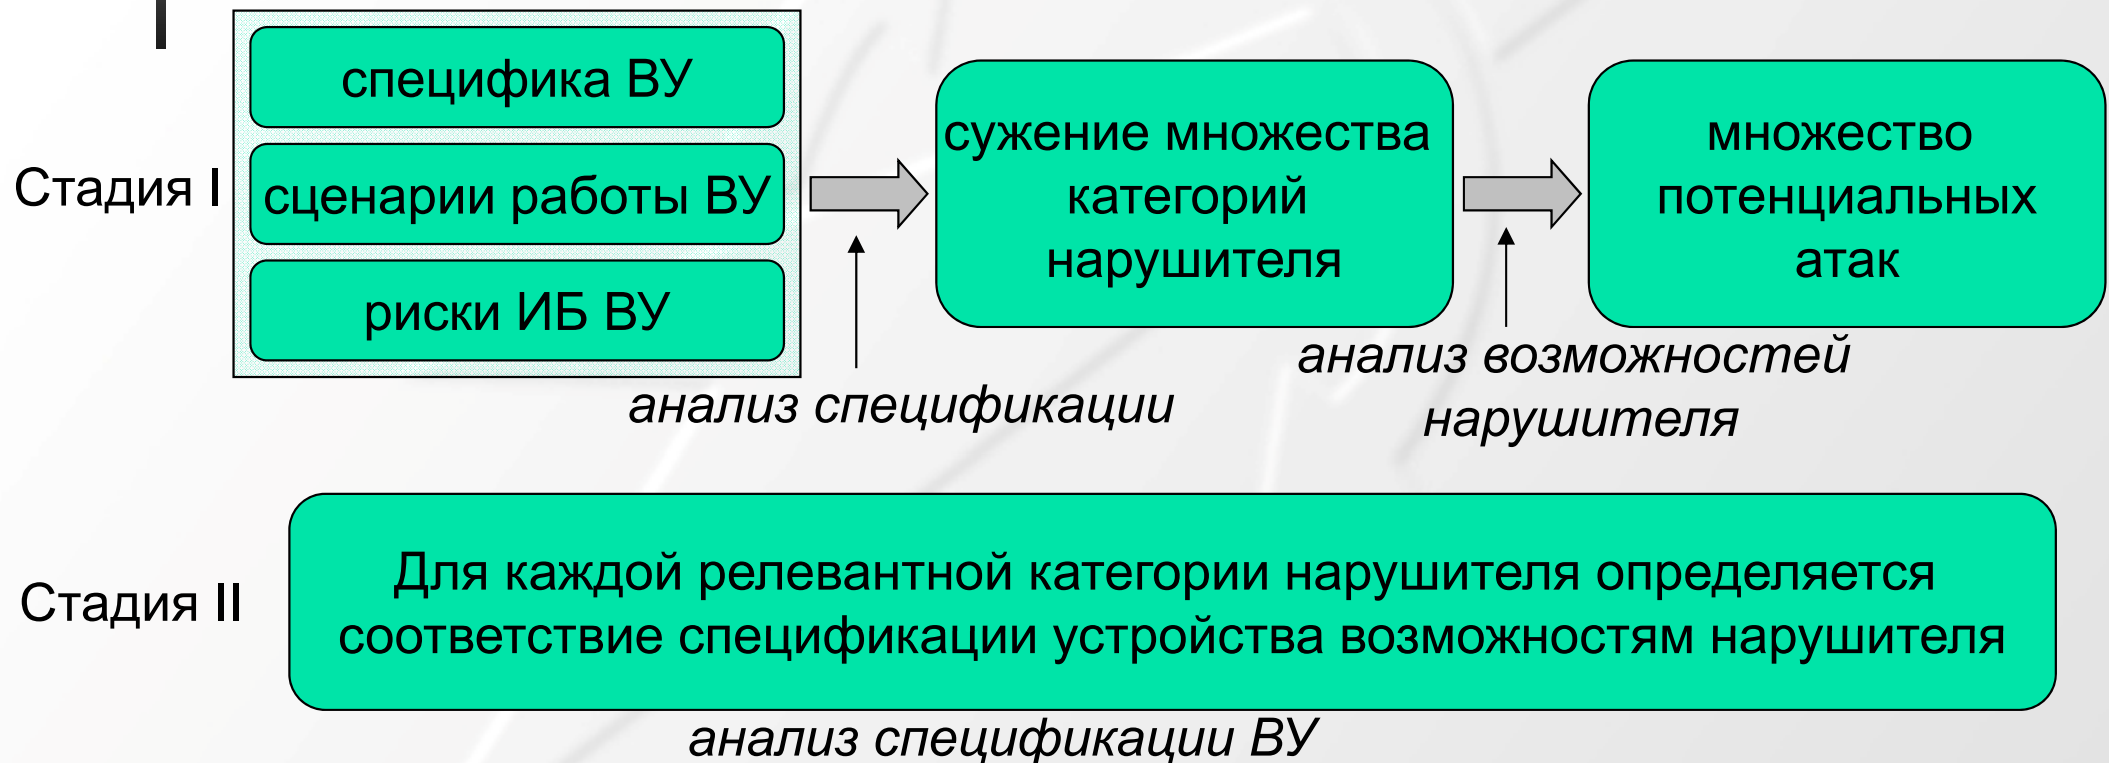 специфика ВУ
Стадия I
сценарии работы ВУ
риски ИБ ВУ
сужение множества
категорий
нарушителя
множество
потенциальных
атак
анализ спецификации
анализ возможностей
нарушителя
Стадия II
Для каждой релевантной категории нарушителя определяется
соответствие спецификации устройства возможностям нарушителя
анализ спецификации ВУ